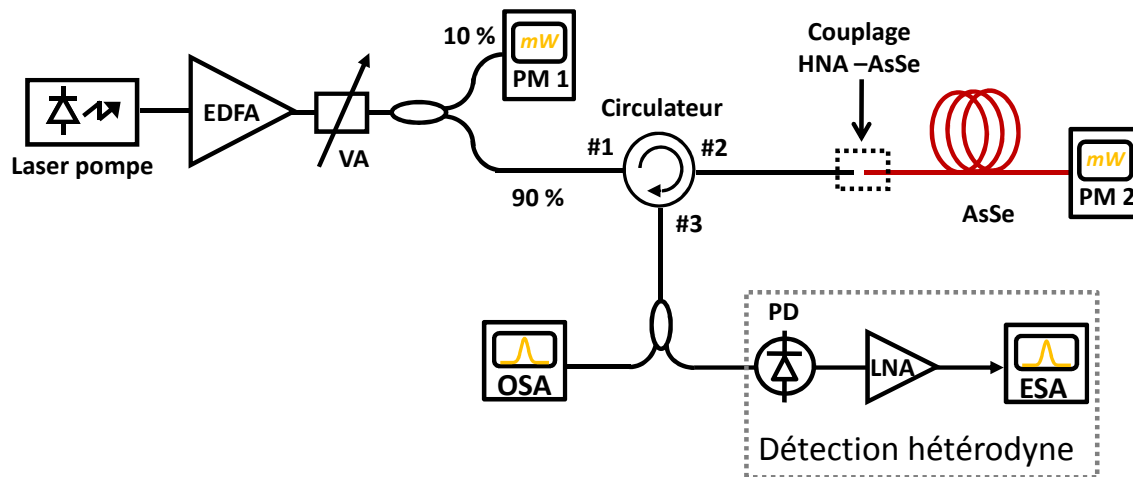 Laser pompe
EDFA
VA
10 %
mW
PM 1
90 %
Circulateur
#1
#2
#3
Couplage
HNA –AsSe
AsSe
mW
PM 2
OSA
PD
LNA
ESA
Détection hétérodyne